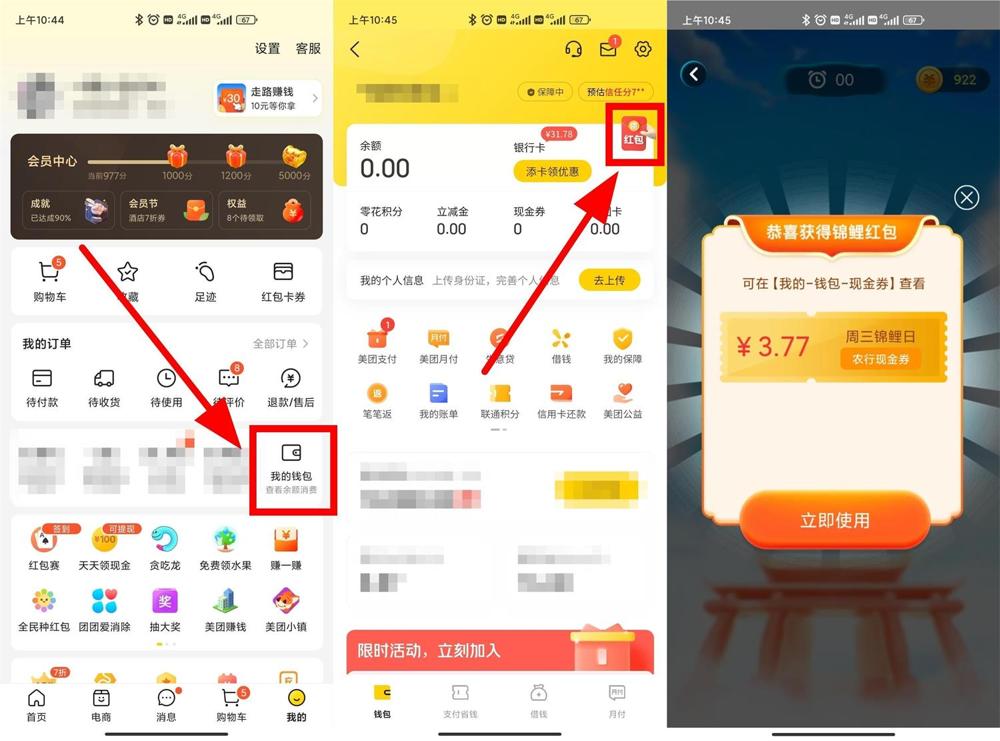 上午10:44
4G
4G
67
设置 客服
¥30
走路赚钱
10元等你拿
会员中心
当前977分
1000分
1200分
5000分
成就
已达成90%
会员节
酒店7折券
权益
8个待领取
5
购物车
收藏
足迹
红包卡券
我的订单
全部订单
8
待付款
待收货
待使用
待评价
退款/售后
我的钱包
查看余额消费
签到
可提现
¥100
红包赛
天天领现金
贪吃龙
免费领水果
赚一赚
奖
全民种红包
团团爱消除
抽大奖
美团赚钱
美团小镇
7折
5
首页
电商
消息
购物车
我的
上午10:45
4G
4G
67
1
保障中
预估信任分7**
红包
余额
0.00
银行卡
¥31.78
添卡领优惠
零花积分
0
立减金
0.00
现金券
0
0.00
我的个人信息 上传身份证，完善个人信息
去上传
1
月付
美团支付
美团月付
生意贷
借钱
我的保障
返
笔笔返
我的账单
联通积分
信用卡还款
美团公益
限时活动，立刻加入
月付
钱包
支付省钱
借钱
月付
上午10:45
4G
4G
67
00
922
恭喜获得锦鲤红包
可在【我的-钱包-现金券】查看
¥ 3.77
周三锦鲤日
农行现金券
立即使用